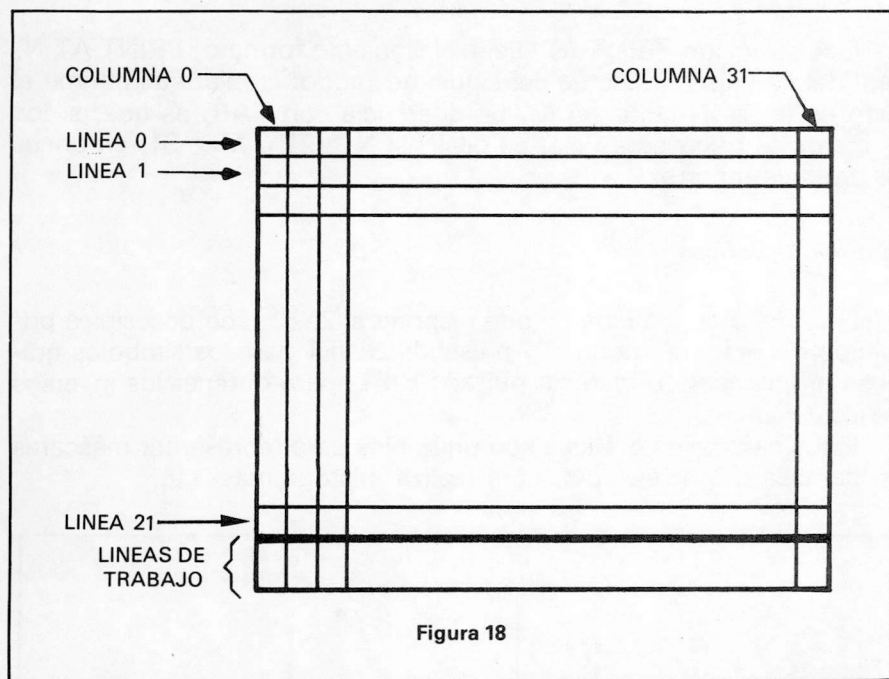 COLUMNA 0
COLUMNA 31
LINEA 0
LINEA 1
LINEA 21
LINEAS DE
TRABAJO
Figura 18